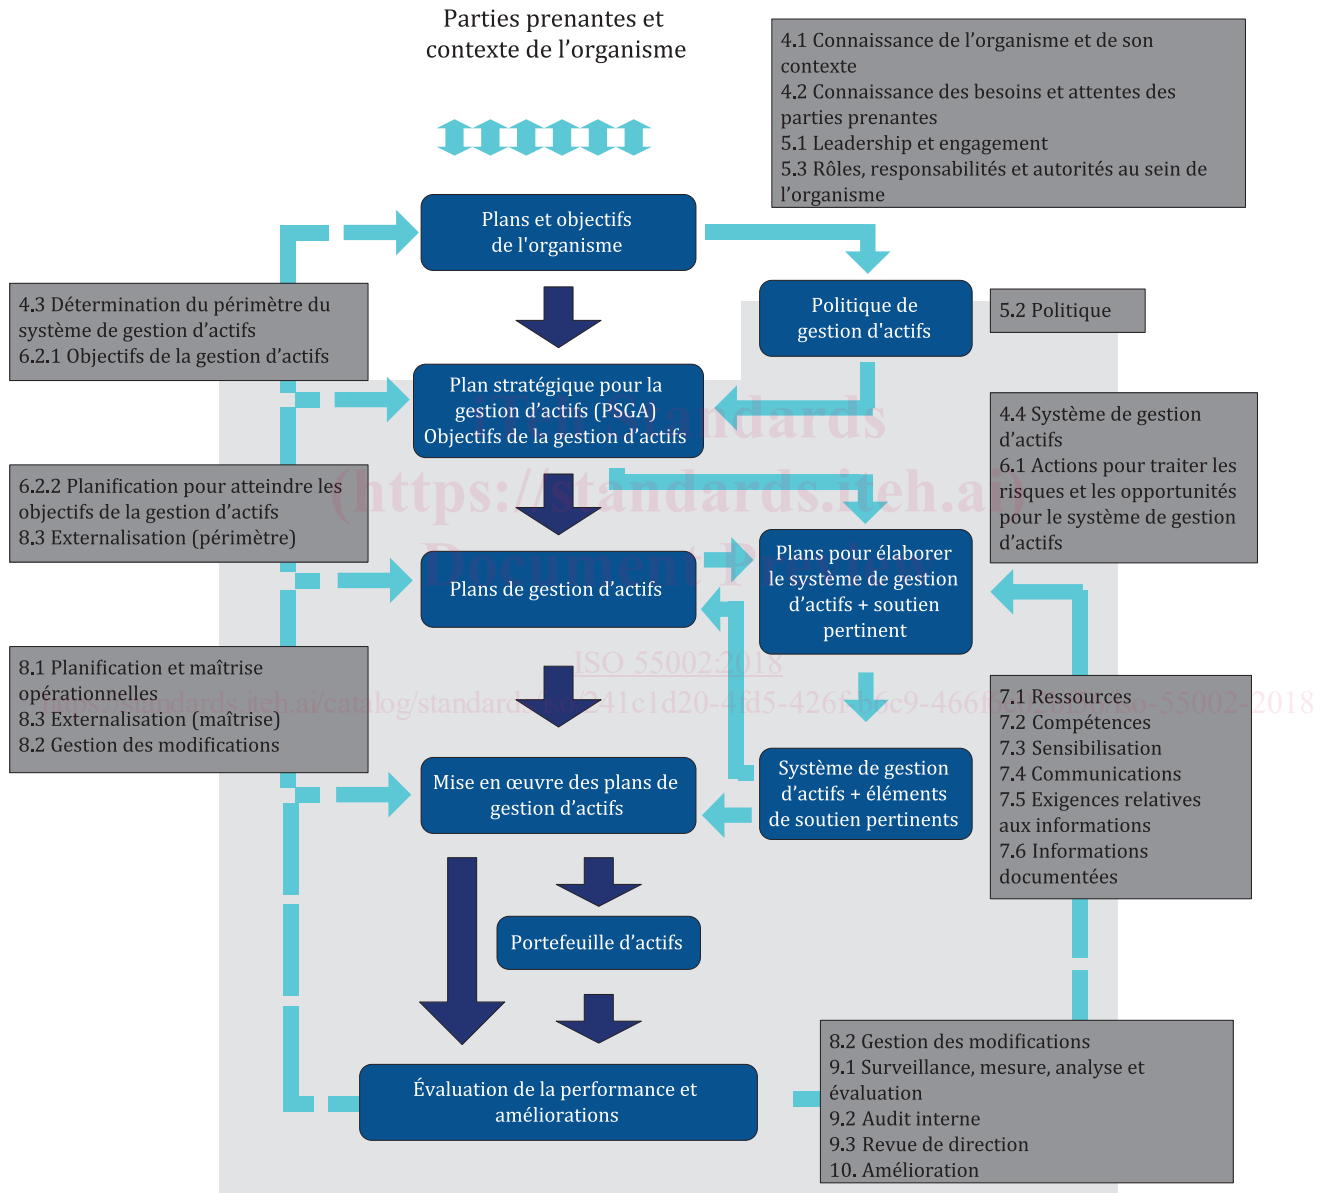 Parties prenantes et
contexte de l’organisme
4.1 Connaissance de l’organisme et de son
contexte
4.2 Connaissance des besoins et attentes des
parties prenantes
5.1 Leadership et engagement
5.3 Rôles, responsabilités et autorités au sein de
l’organisme
Plans et objectifs
de l'organisme
4.3 Détermination du périmètre du
système de gestion d’actifs
6.2.1 Objectifs de la gestion d’actifs
Politique de
gestion d'actifs
5.2 Politique
Plan stratégique pour la
gestion d’actifs (PSGA)
Objectifs de la gestion d’actifs
iTeh Standards
(https://standards.iteh.ai)
Document Preview
4.4 Système de gestion
d’actifs
6.1 Actions pour traiter les
risques et les opportunités
pour le système de gestion
d’actifs
6.2.2 Planification pour atteindre les
objectifs de la gestion d’actifs
8.3 Externalisation (périmètre)
Plans de gestion d’actifs
Plans pour élaborer
le système de gestion
d’actifs + soutien
pertinent
ISO 55002:2018
8.1 Planification et maîtrise
opérationnelles
8.3 Externalisation (maîtrise)
8.2 Gestion des modifications
7.1 Ressources
7.2 Compétences
7.3 Sensibilisation
7.4 Communications
7.5 Exigences relatives
aux informations
7.6 Informations
documentées
Mise en œuvre des plans de
gestion d’actifs
Système de gestion
d’actifs + éléments
de soutien pertinents
Portefeuille d’actifs
Évaluation de la performance et
améliorations
8.2 Gestion des modifications
9.1 Surveillance, mesure, analyse et
évaluation
9.2 Audit interne
9.3 Revue de direction
10. Amélioration